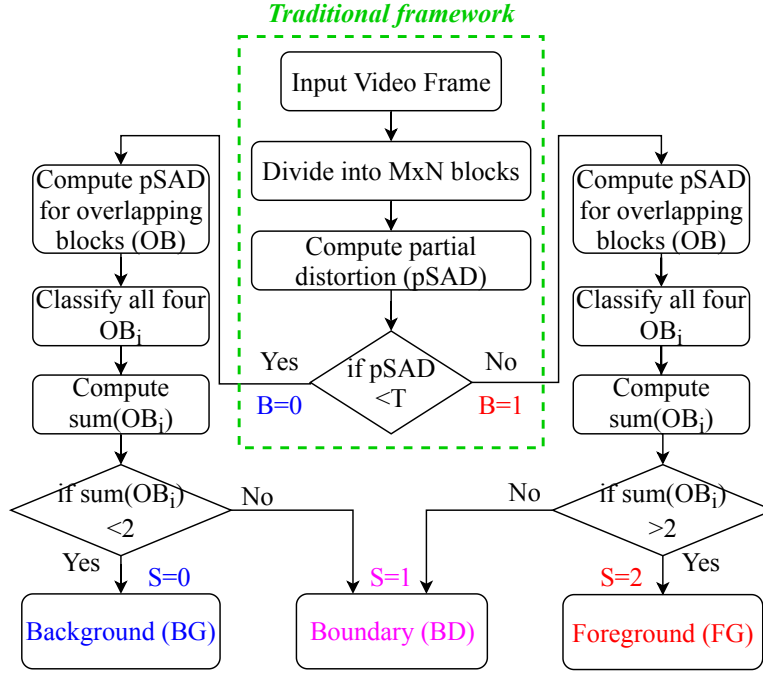 Traditional framework
Input Video Frame
Divide into MxN blocks
Compute partial
distortion (pSAD)
if pSAD
<T
Yes
No
B=0
B=1
Compute pSAD
for overlapping
blocks (OB)
Classify all four
OBi
Compute
sum(OBi)
if sum(OBi)
<2
No
Yes
S=0
Background (BG)
Compute pSAD
for overlapping
blocks (OB)
Classify all four
OBi
Compute
sum(OBi)
if sum(OBi)
>2
No
Yes
S=1
S=2
Boundary (BD)
Foreground (FG)